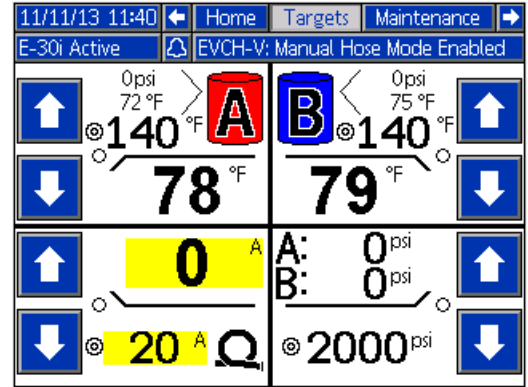 11/11/13 11:40 Home Targets Maintenance
E-30i Active EVCH-V: Manual Hose Mode Enabled
0psi
72 °F
A
140 °F
78 °F
B
0psi
75 °F
140 °F
79 °F
0 A
20 A
A: 0psi
B: 0psi
2000psi